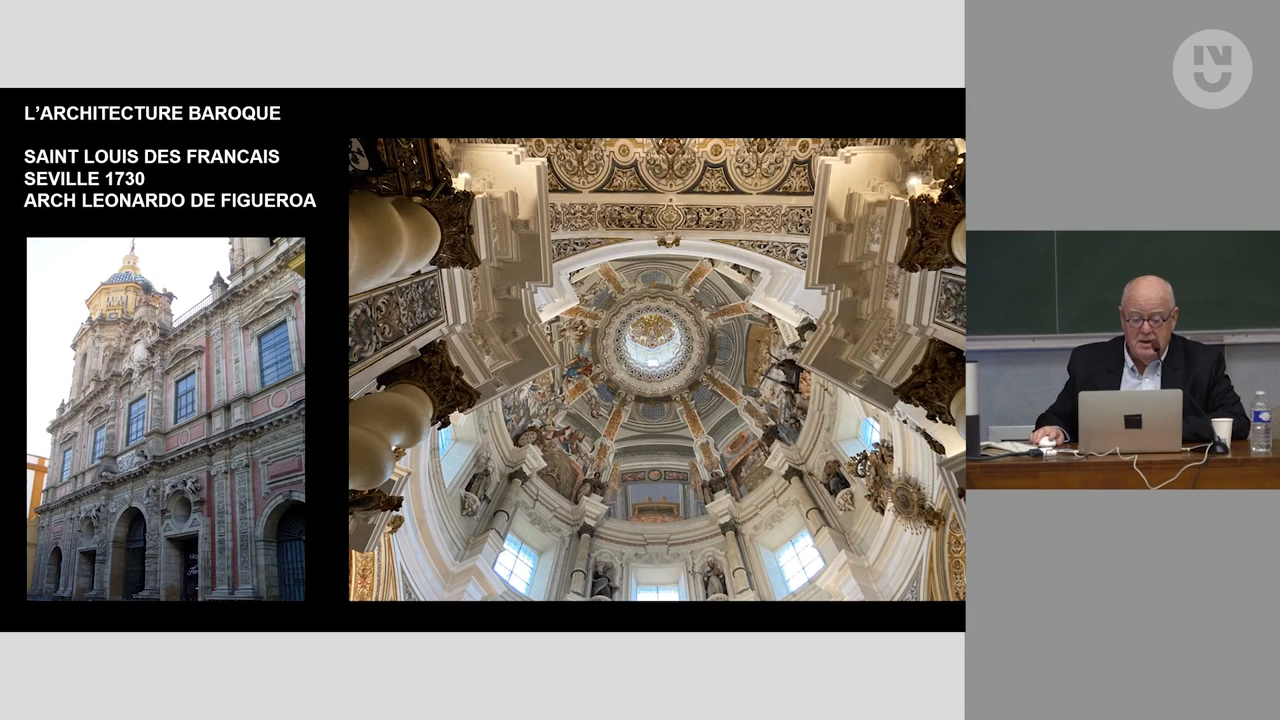 L'ARCHITECTURE BAROQUE
SAINT LOUIS DES FRANCAIS
SEVILLE 1730
ARCH LEONARDO DE FIGUEROA